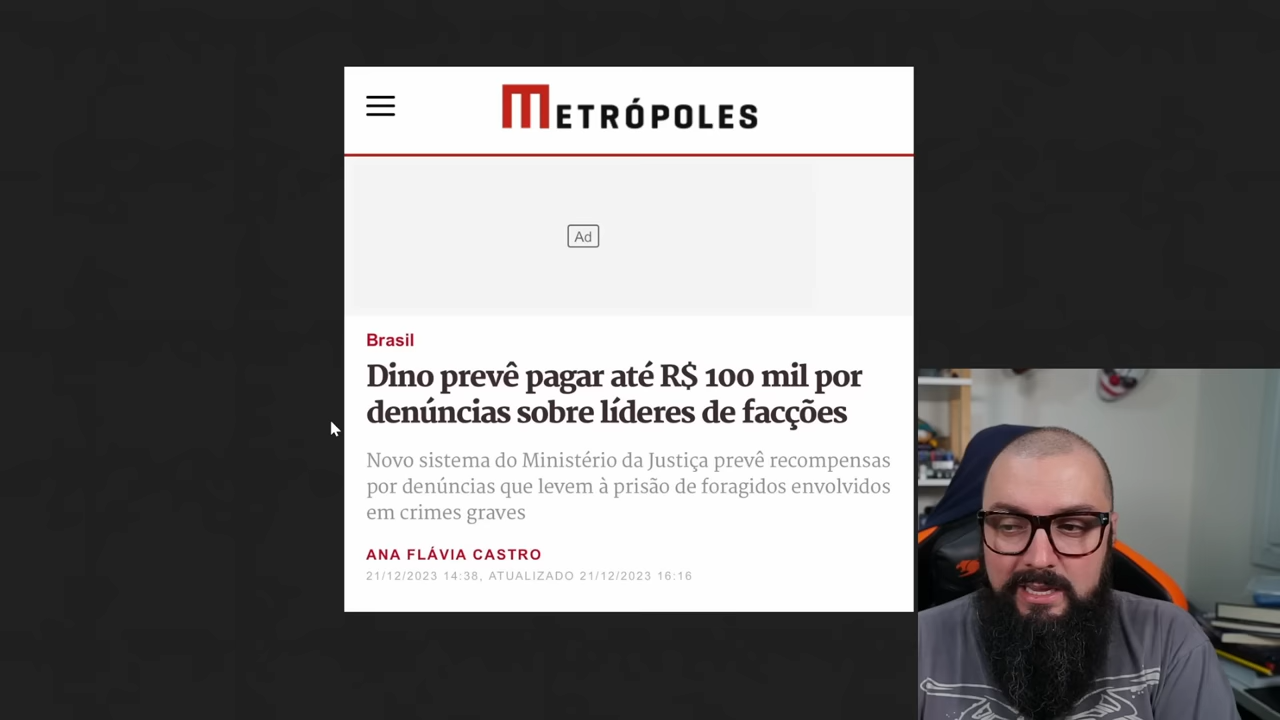 METRÓPOLES
Ad
Brasil
Dino prevê pagar até R$ 100 mil por
denúncias sobre líderes de facções
Novo sistema do Ministério da Justiça prevê recompensas
por denúncias que levem à prisão de foragidos envolvidos
em crimes graves
ANA FLÁVIA CASTRO
21/12/2023 14:38, ATUALIZADO 21/12/2023 16:16